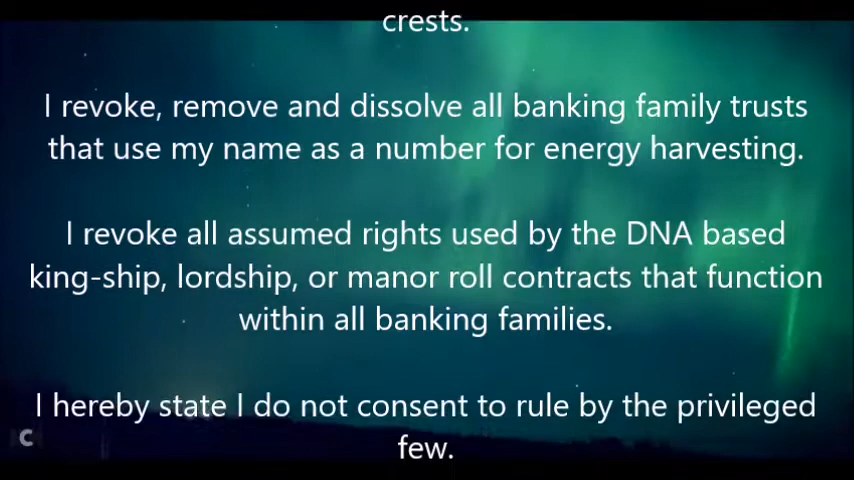 crests.
I revoke, remove and dissolve all banking family trusts
that use my name as a number for energy harvesting.
I revoke all assumed rights used by the DNA based
king-ship, lordship, or manor roll contracts that function
within all banking families.
I hereby state I do not consent to rule by the privileged
few.
C